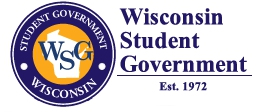 STUDENT GOVERNMENT
WSG
WISCONSIN
Wisconsin
Student
Government
Est. 1972